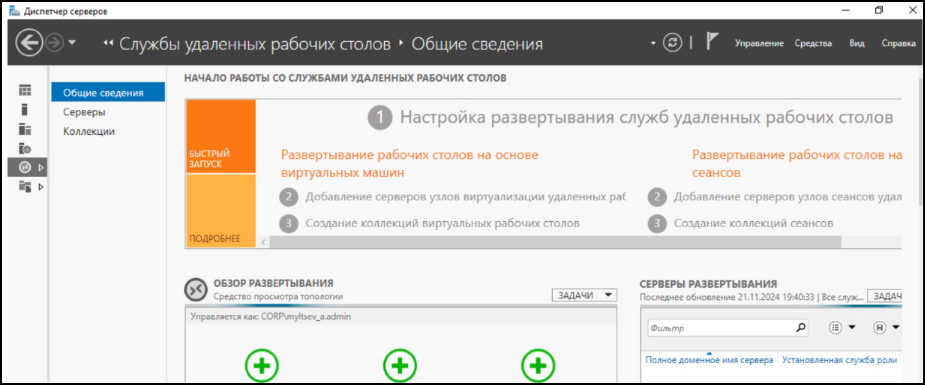 Диспетчер серверов
Службы удаленных рабочих столов Общие сведения
Управление Средства Вид Справка
Общие сведения
Серверы
Коллекции
НАЧАЛО РАБОТЫ СО СЛУЖБАМИ УДАЛЕННЫХ РАБОЧИХ СТОЛОВ
БЫСТРЫЙ
ЗАПУСК
ПОДРОБНЕЕ
1 Настройка развертывания служб удаленных рабочих столов
Развертывание рабочих столов на основе
виртуальных машин
2 Добавление серверов узлов виртуализации удаленных раб
3 Создание коллекций виртуальных рабочих столов
Развертывание рабочих столов на
сеансов
2 Добавление серверов узлов сеансов удал
3 Создание коллекций сеансов
ОБЗОР РАЗВЕРТЫВАНИЯ
Средство просмотра топологии
ЗАДАЧИ
Управляется как: CORP\myltsev_a.admin
СЕРВЕРЫ РАЗВЕРТЫВАНИЯ
Последнее обновление 21.11.2024 19:40:33 | Все служ... ЗАДАЧ
Фильтр
Полное доменное имя сервера Установленная служба роли